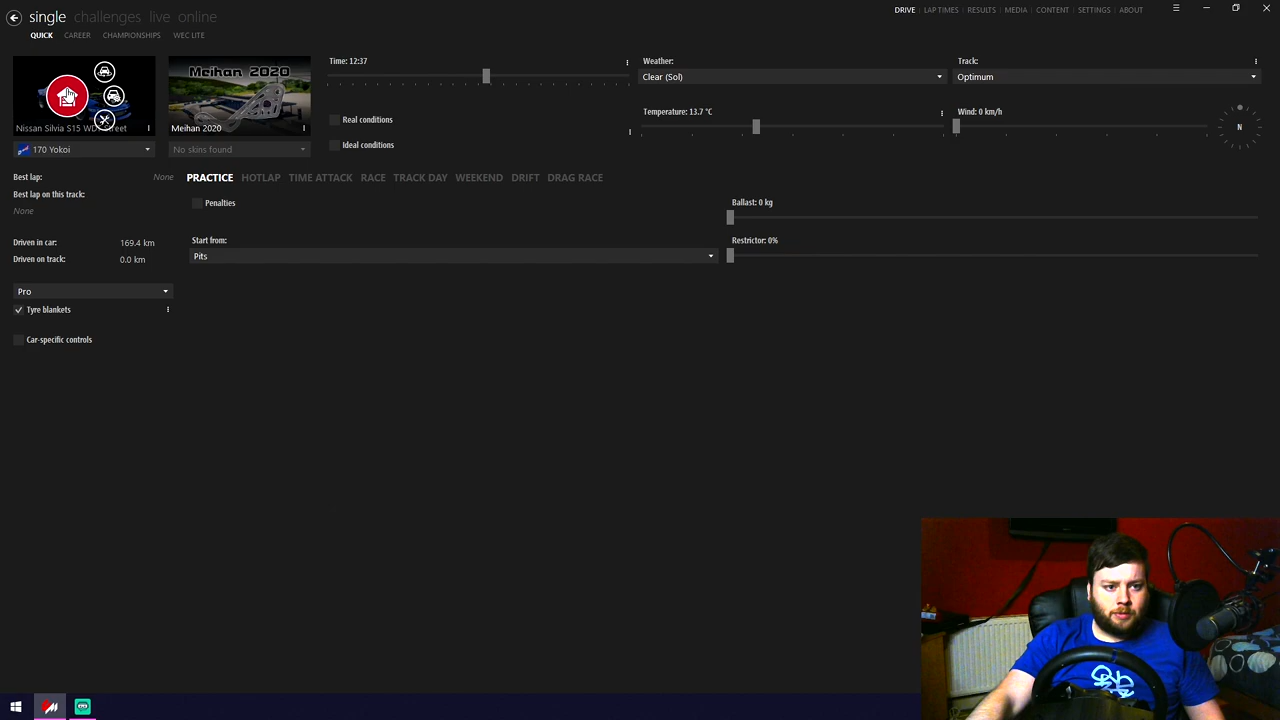 single challenges live online
DRIVE LAP TIMES RESULTS MEDIA CONTENT SETTINGS ABOUT
QUICK CAREER CHAMPIONSHIPS WEC LITE
Nissan Silvia S15 WDT Street
Meihan 2020
Meihan 2020
170 Yokoi
No skins found
Time: 12:37
Real conditions
Ideal conditions
Weather:
Clear (Sol)
Temperature: 13.7 °C
Track:
Optimum
Wind: 0 km/h
N
Best lap: None
Best lap on this track:
None
Driven in car: 169.4 km
Driven on track: 0.0 km
Pro
Tyre blankets
Car-specific controls
PRACTICE HOTLAP TIME ATTACK RACE TRACK DAY WEEKEND DRIFT DRAG RACE
Penalties
Start from:
Pits
Ballast: 0 kg
Restrictor: 0%